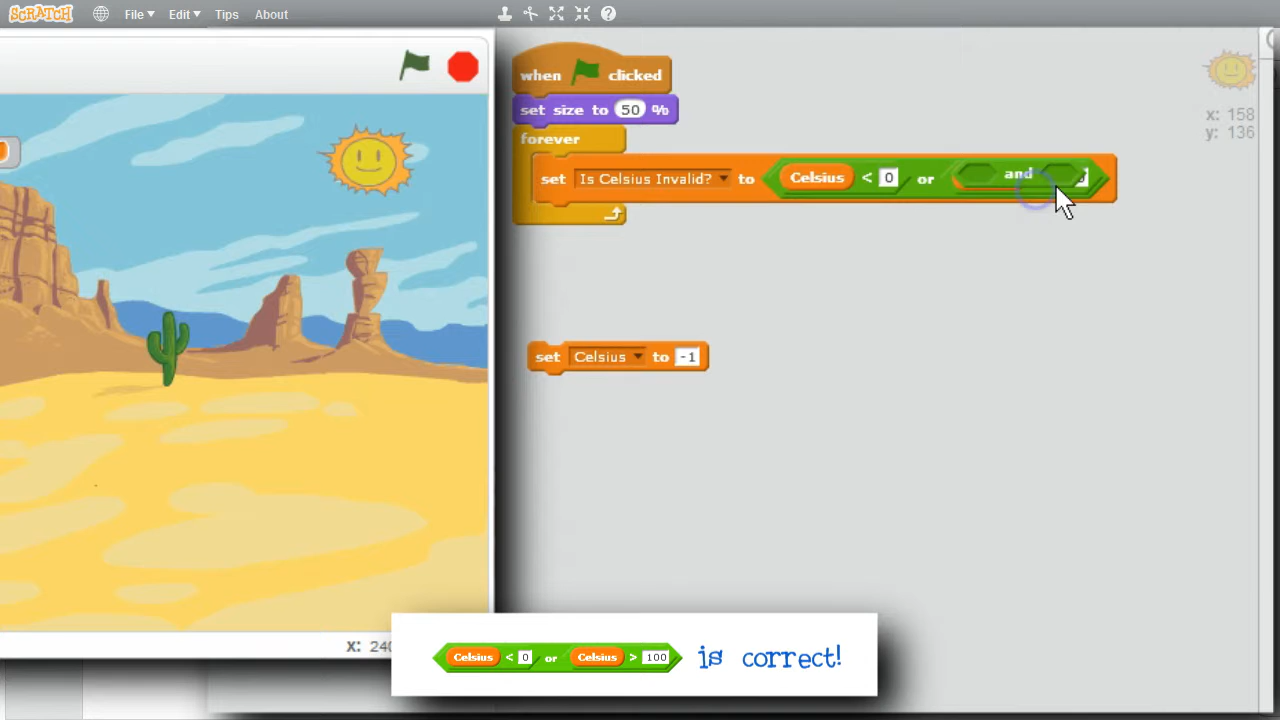 SCRATCH File Edit Tips About
when clicked
set size to 50 %
forever
set Is Celsius Invalid? to Celsius < 0 or and
x: 158
y: 136
set Celsius to -1
x: 240
Celsius < 0 or Celsius > 100 is correct!